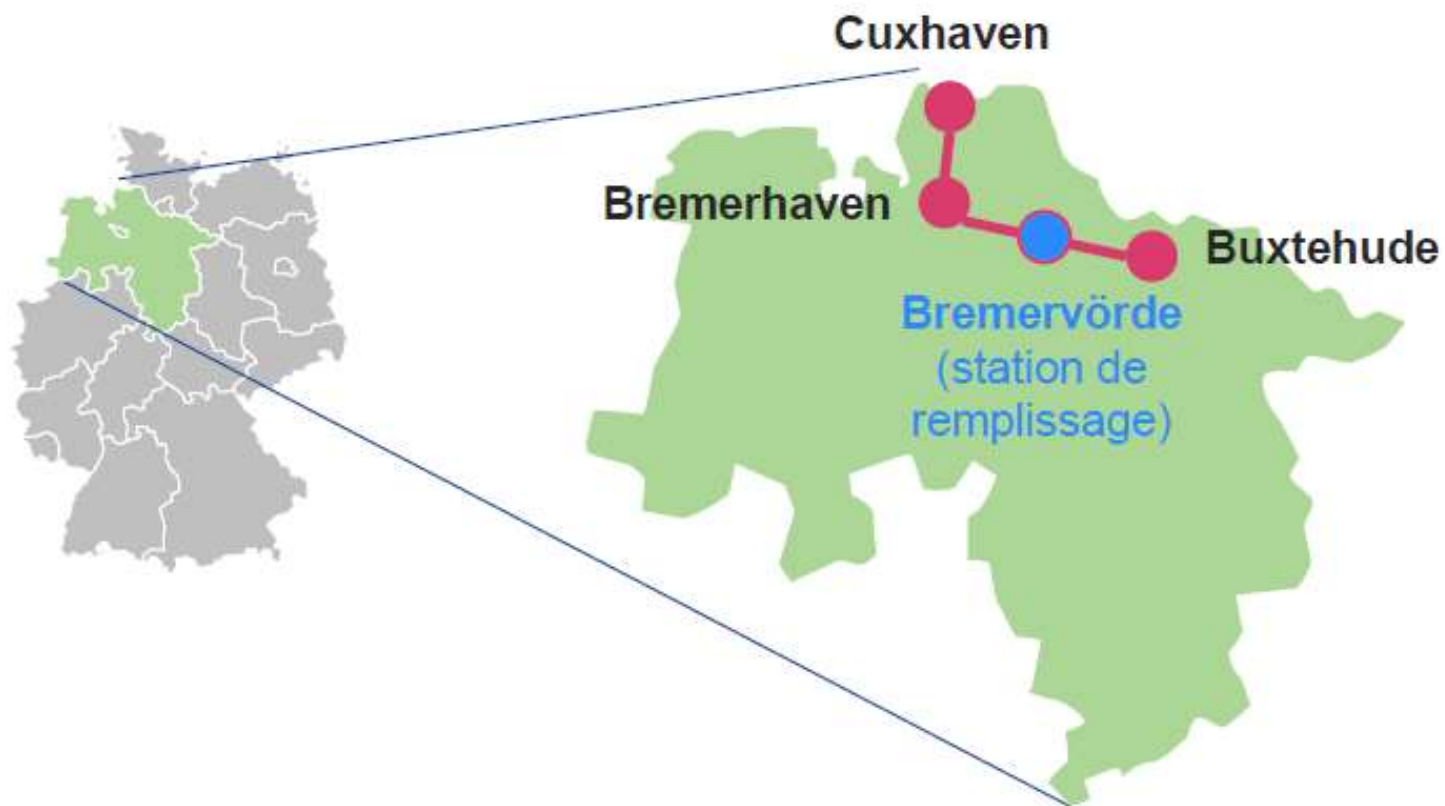 Cuxhaven
Bremerhaven
Buxtehude
Bremervörde
(station de
remplissage)